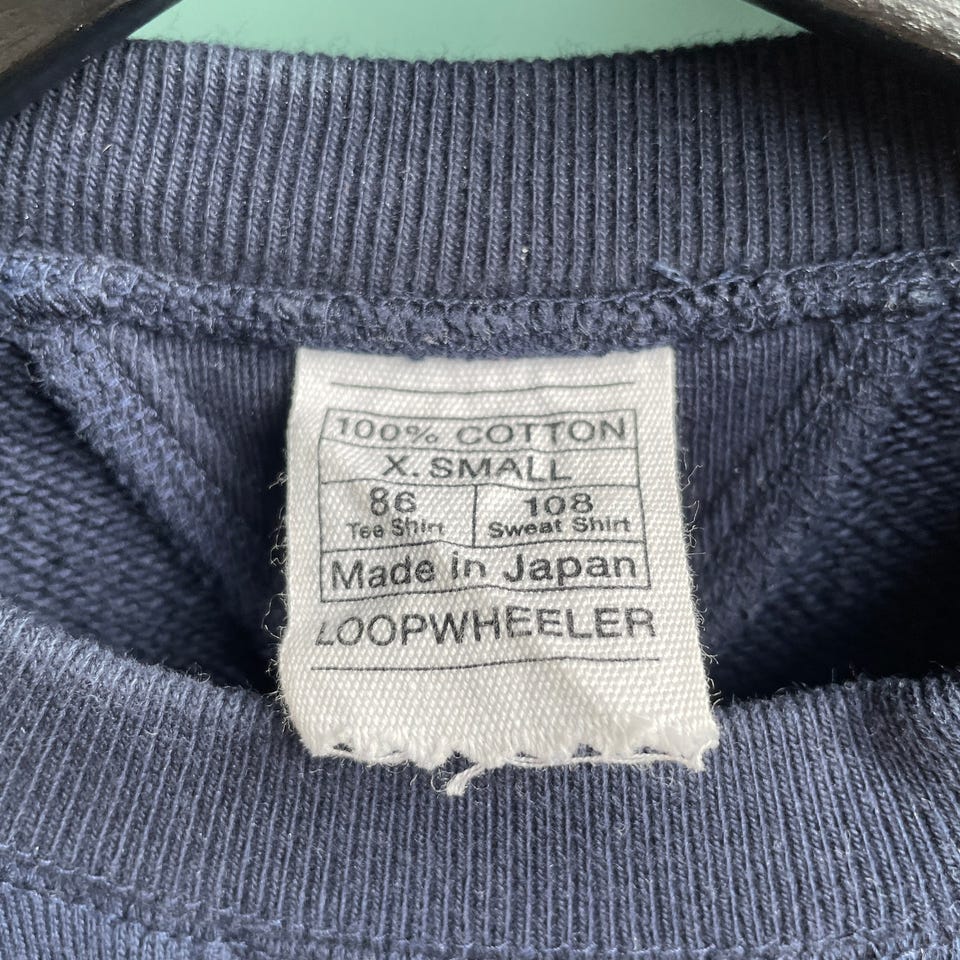 100% COTTON
X.SMALL
86 108
Tee Shirt Sweat Shirt
Made in Japan
LOOPWHEELER